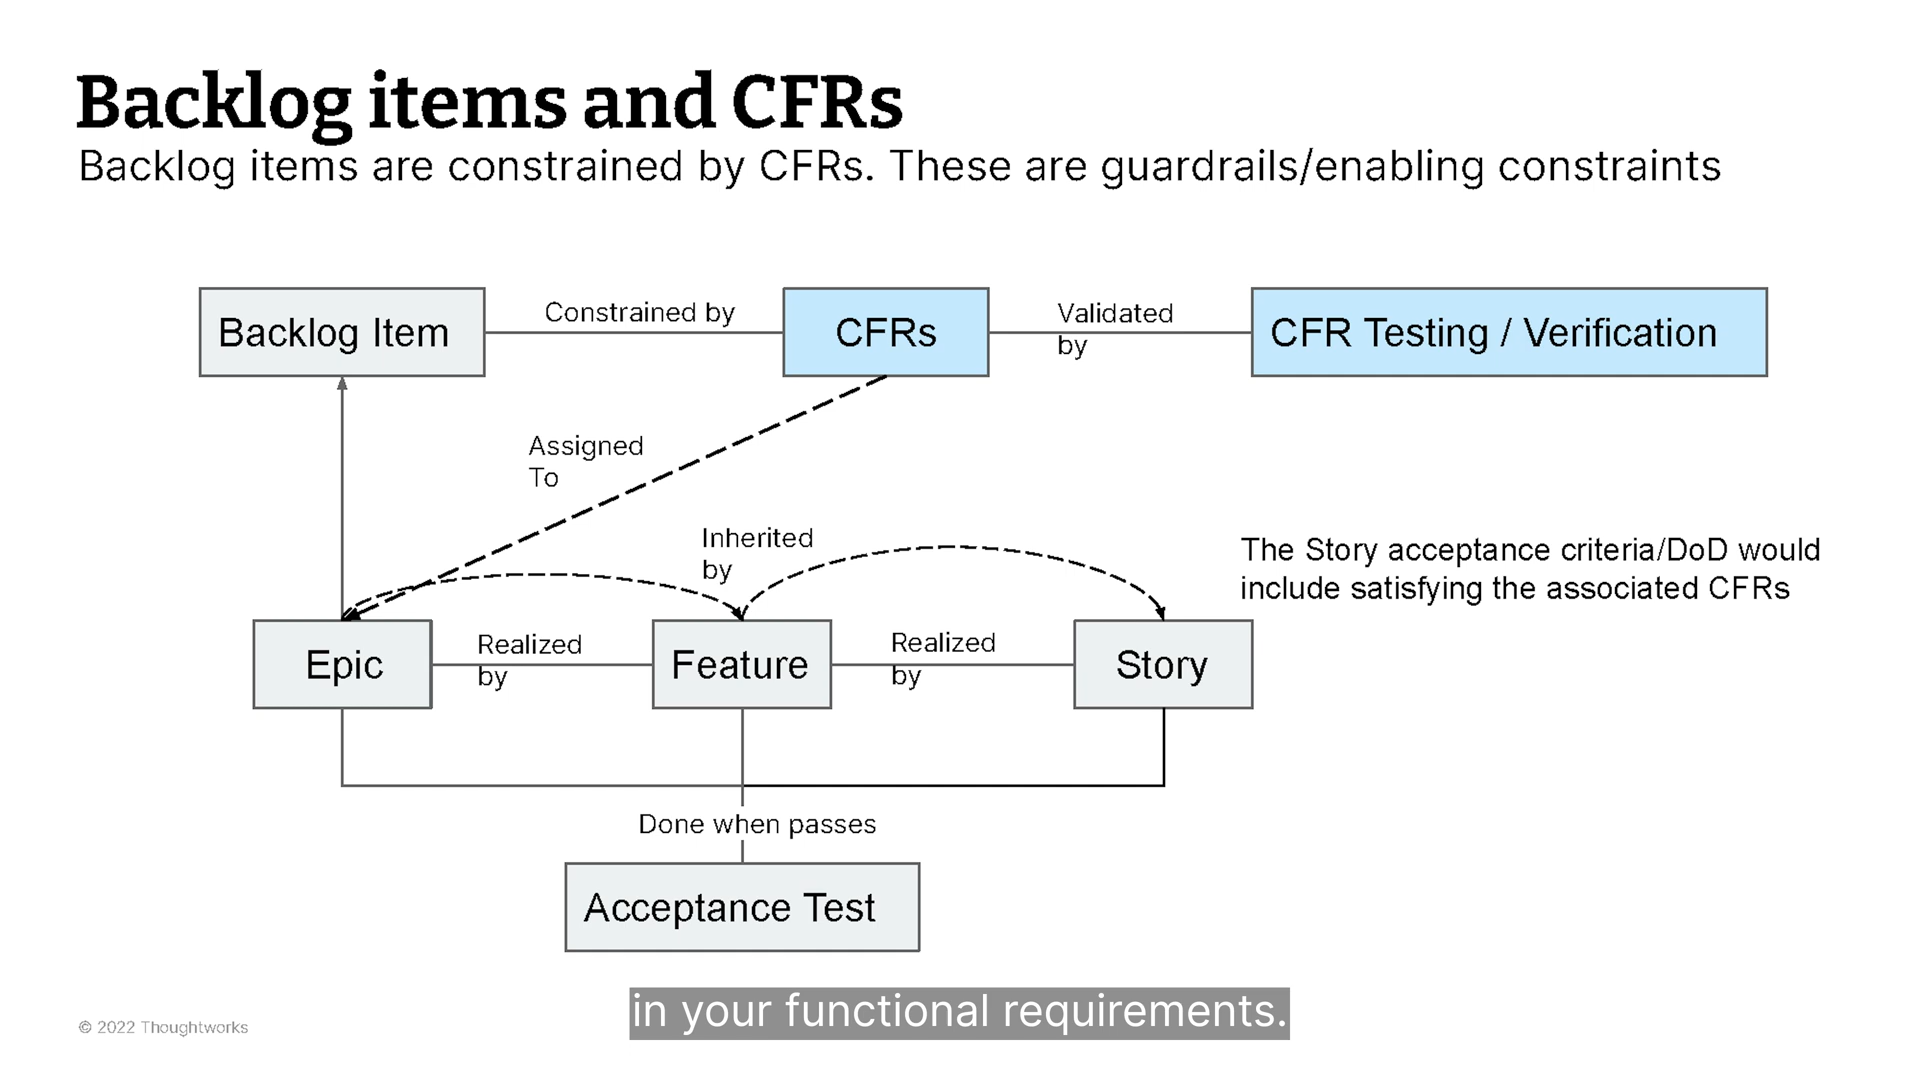 Backlog items and CFRs
Backlog items are constrained by CFRs. These are guardrails/enabling constraints
Backlog Item
Constrained by
CFRs
Validated
by
CFR Testing / Verification
Assigned
To
Inherited
by
The Story acceptance criteria/DoD would
include satisfying the associated CFRs
Epic
Realized
by
Feature
Realized
by
Story
Done when passes
Acceptance Test
in your functional requirements.
© 2022 Thoughtworks